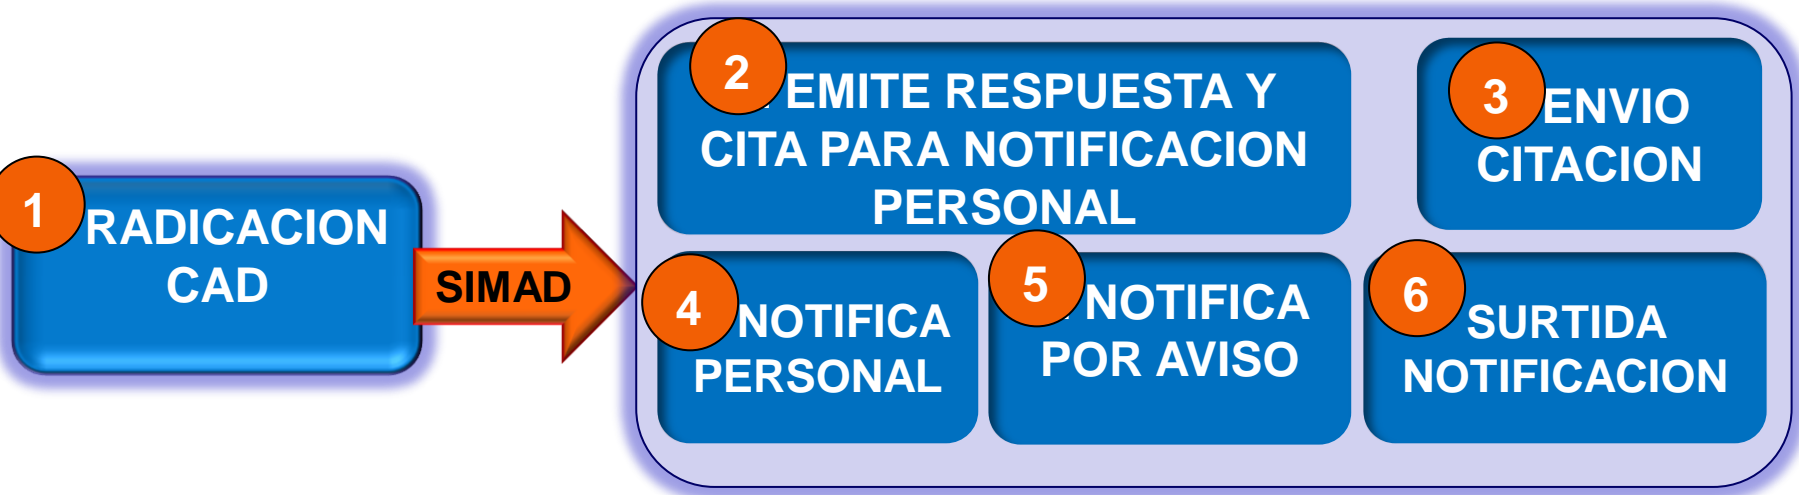 1
RADICACION
CAD
SIMAD
2
EMITE RESPUESTA Y
CITA PARA NOTIFICACION
PERSONAL
3
ENVIO
CITACION
4
NOTIFICA
PERSONAL
5
NOTIFICA
POR AVISO
6
SURTIDA
NOTIFICACION